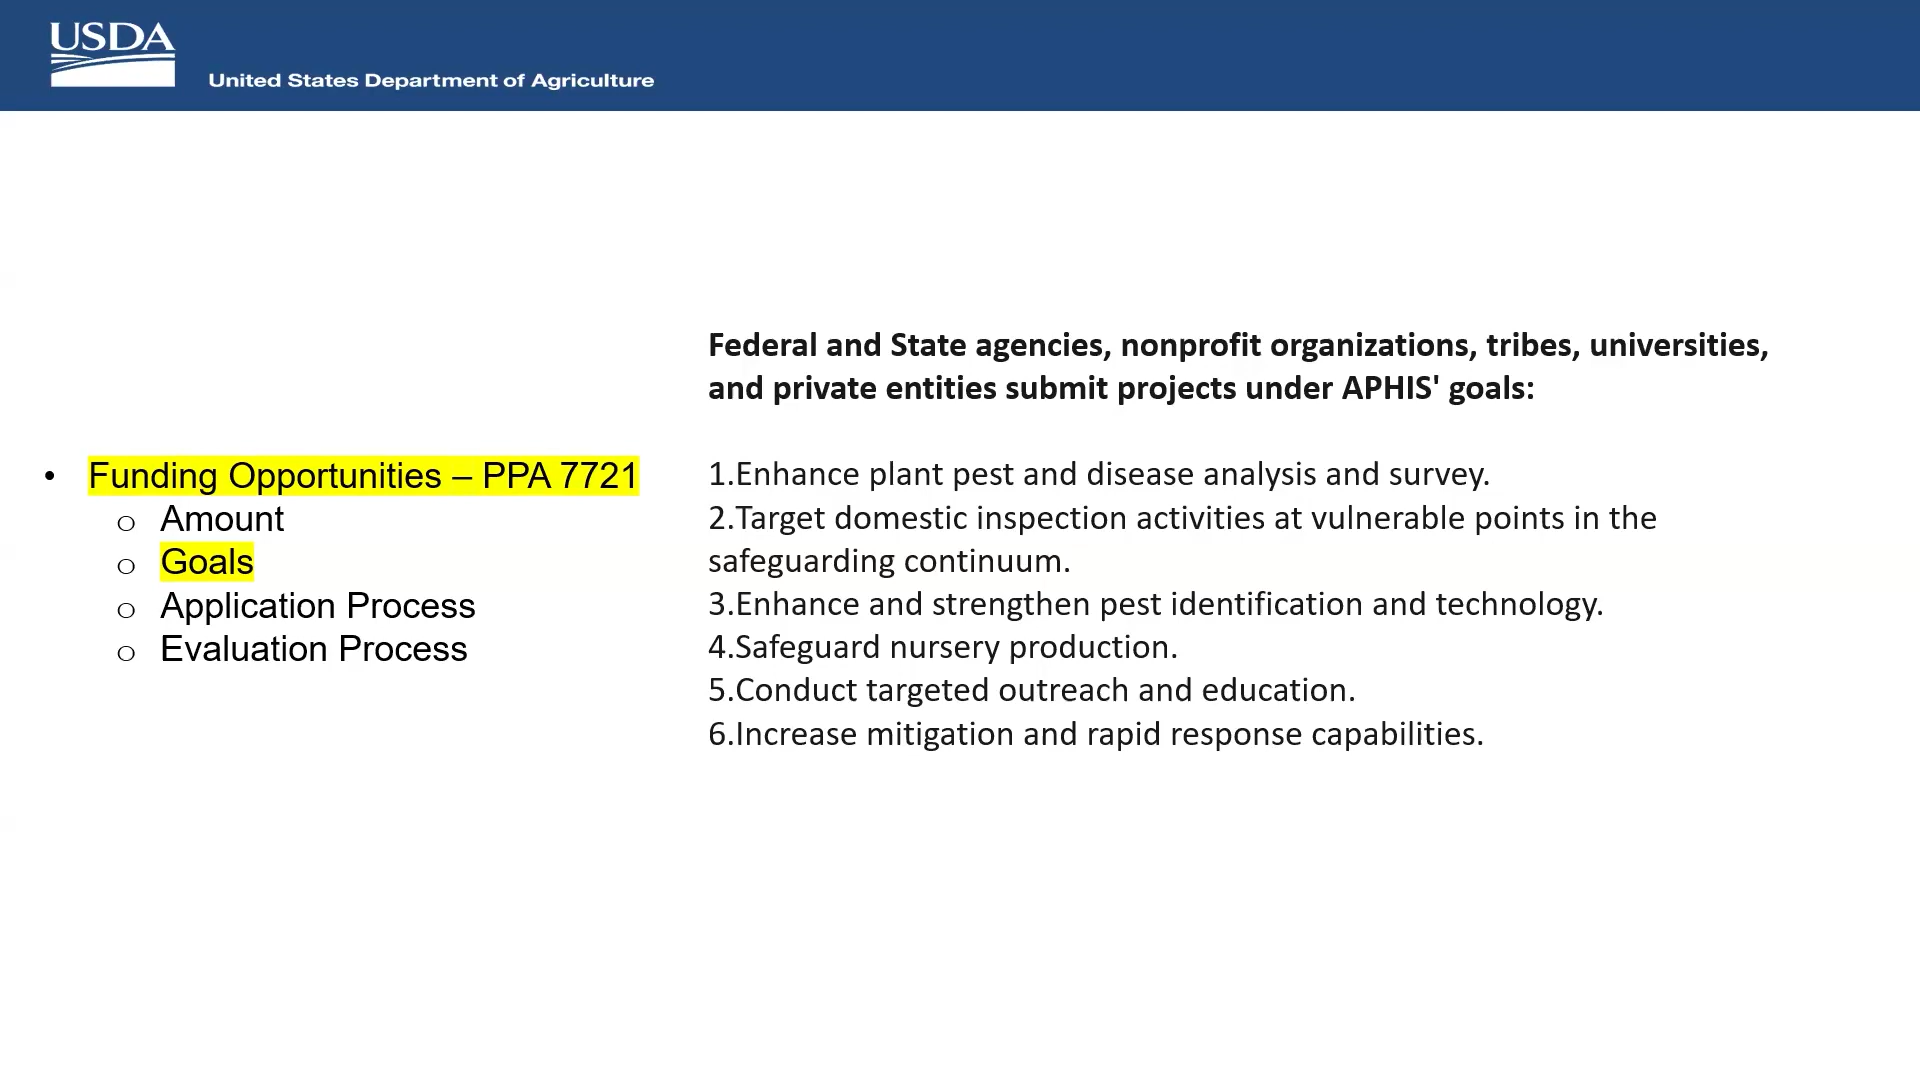 USDA
United States Department of Agriculture
• Funding Opportunities – PPA 7721
o Amount
o Goals
o Application Process
o Evaluation Process
Federal and State agencies, nonprofit organizations, tribes, universities,
and private entities submit projects under APHIS' goals:
1.Enhance plant pest and disease analysis and survey.
2.Target domestic inspection activities at vulnerable points in the
safeguarding continuum.
3.Enhance and strengthen pest identification and technology.
4.Safeguard nursery production.
5.Conduct targeted outreach and education.
6.Increase mitigation and rapid response capabilities.